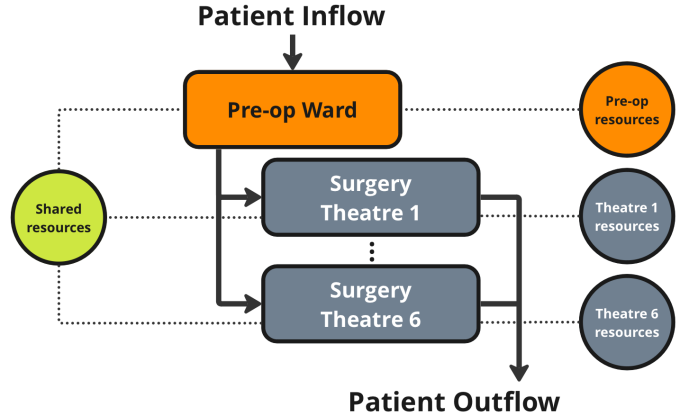 Patient Inflow
Pre-op Ward
Pre-op
resources
Surgery
Theatre 1
Shared
resources
Theatre 1
resources
Surgery
Theatre 6
Theatre 6
resources
Patient Outflow